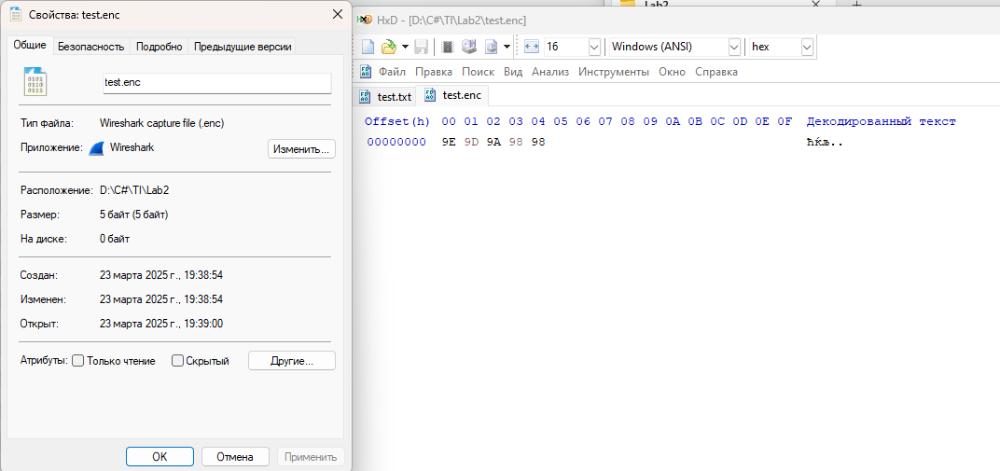 Свойства: test.enc
Общие Безопасность Подробно Предыдущие версии
test.enc
Тип файла: Wireshark capture file (.enc)
Приложение: Wireshark Изменить...
Расположение: D:\C#\TI\Lab2
Размер: 5 байт (5 байт)
На диске: 0 байт
Создан: 23 марта 2025 г., 19:38:54
Изменен: 23 марта 2025 г., 19:38:54
Открыт: 23 марта 2025 г., 19:39:00
Атрибуты: Только чтение Скрытый Другие...
OK Отмена Применить
Lab2
HxD - [D:\C#\TI\Lab2\test.enc]
16 Windows (ANSI) hex
Файл Правка Поиск Вид Анализ Инструменты Окно Справка
test.txt test.enc
Offset(h) 00 01 02 03 04 05 06 07 08 09 0A 0B 0C 0D 0E 0F Декодированный текст
00000000 9E 9D 9A 98 98 ћќљ..